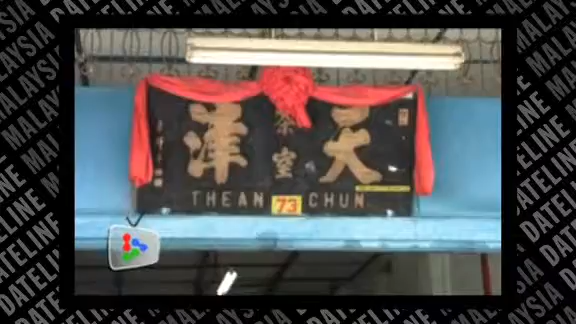 天津
茶室
THEAN CHUN
73
DATELINE MALAYSIA